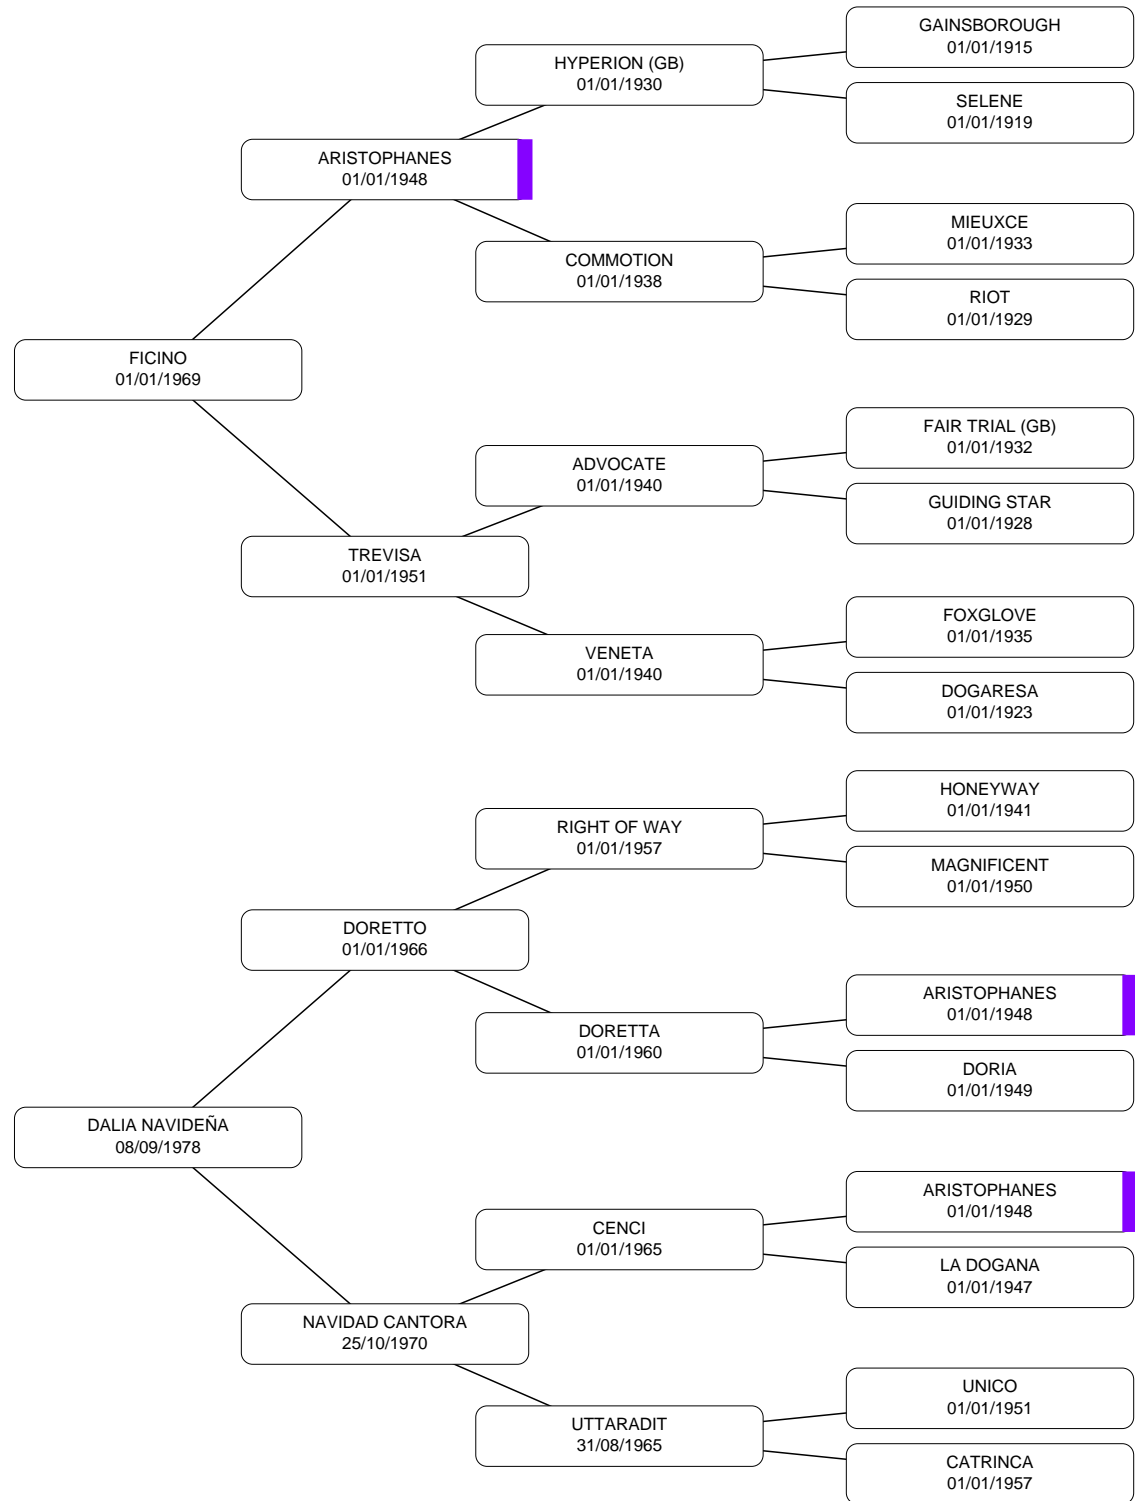 GAINSBOROUGH
01/01/1915
HYPERION (GB)
01/01/1930
SELENE
01/01/1919
ARISTOPHANES
01/01/1948
MIEUXCE
01/01/1933
COMMOTION
01/01/1938
RIOT
01/01/1929
FICINO
01/01/1969
FAIR TRIAL (GB)
01/01/1932
ADVOCATE
01/01/1940
GUIDING STAR
01/01/1928
TREVISA
01/01/1951
FOXGLOVE
01/01/1935
VENETA
01/01/1940
DOGARESA
01/01/1923
HONEYWAY
01/01/1941
RIGHT OF WAY
01/01/1957
MAGNIFICENT
01/01/1950
DORETTO
01/01/1966
ARISTOPHANES
01/01/1948
DORETTA
01/01/1960
DORIA
01/01/1949
DALIA NAVIDEÑA
08/09/1978
ARISTOPHANES
01/01/1948
CENCI
01/01/1965
LA DOGANA
01/01/1947
NAVIDAD CANTORA
25/10/1970
UNICO
01/01/1951
UTTARADIT
31/08/1965
CATRINCA
01/01/1957